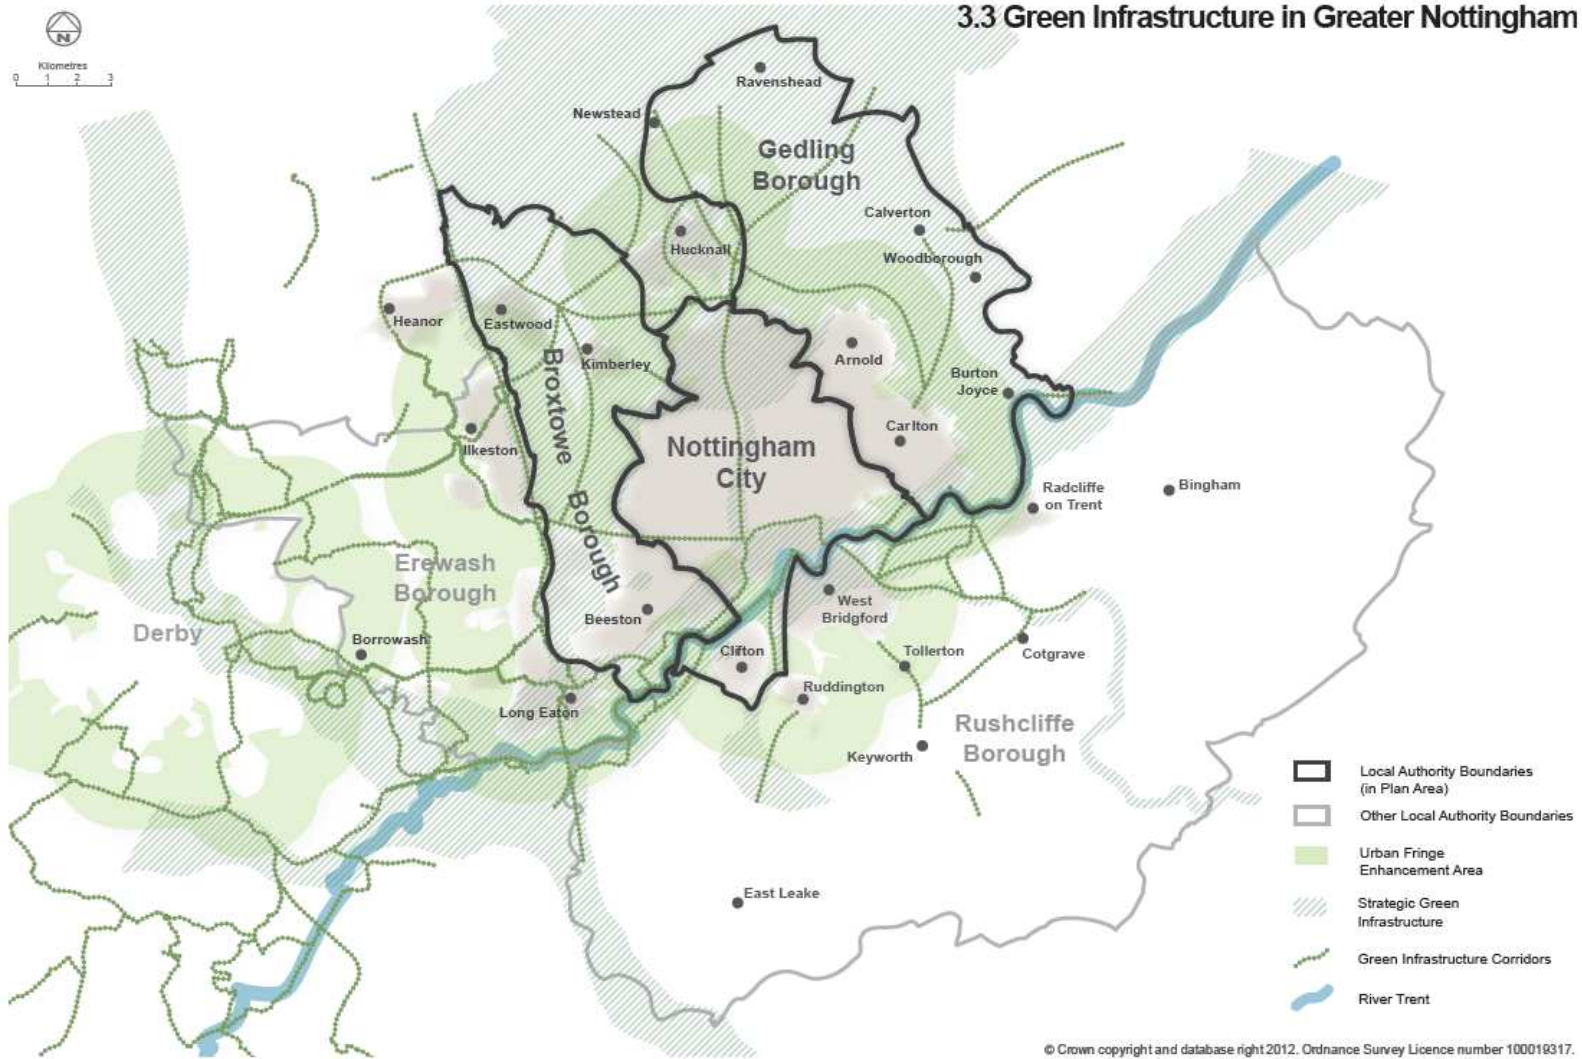 3.3 Green Infrastructure in Greater Nottingham
N
Kilometres
0 1 2 3
Ravenshead
Newstead
Gedling
Borough
Calverton
Woodborough
Hucknall
Heanor
Eastwood
Kimberley
Arnold
Burton
Joyce
Broxtowe
Borough
Carlton
Ilkeston
Nottingham
City
Radcliffe
on Trent
Bingham
Erewash
Borough
Beeston
West
Bridgford
Derby
Borrowash
Clifton
Tollerton
Cotgrave
Ruddington
Long Eaton
Rushcliffe
Borough
Keyworth
East Leake
Local Authority Boundaries
(in Plan Area)
Other Local Authority Boundaries
Urban Fringe
Enhancement Area
Strategic Green
Infrastructure
Green Infrastructure Corridors
River Trent
© Crown copyright and database right 2012. Ordnance Survey Licence number 100019317.